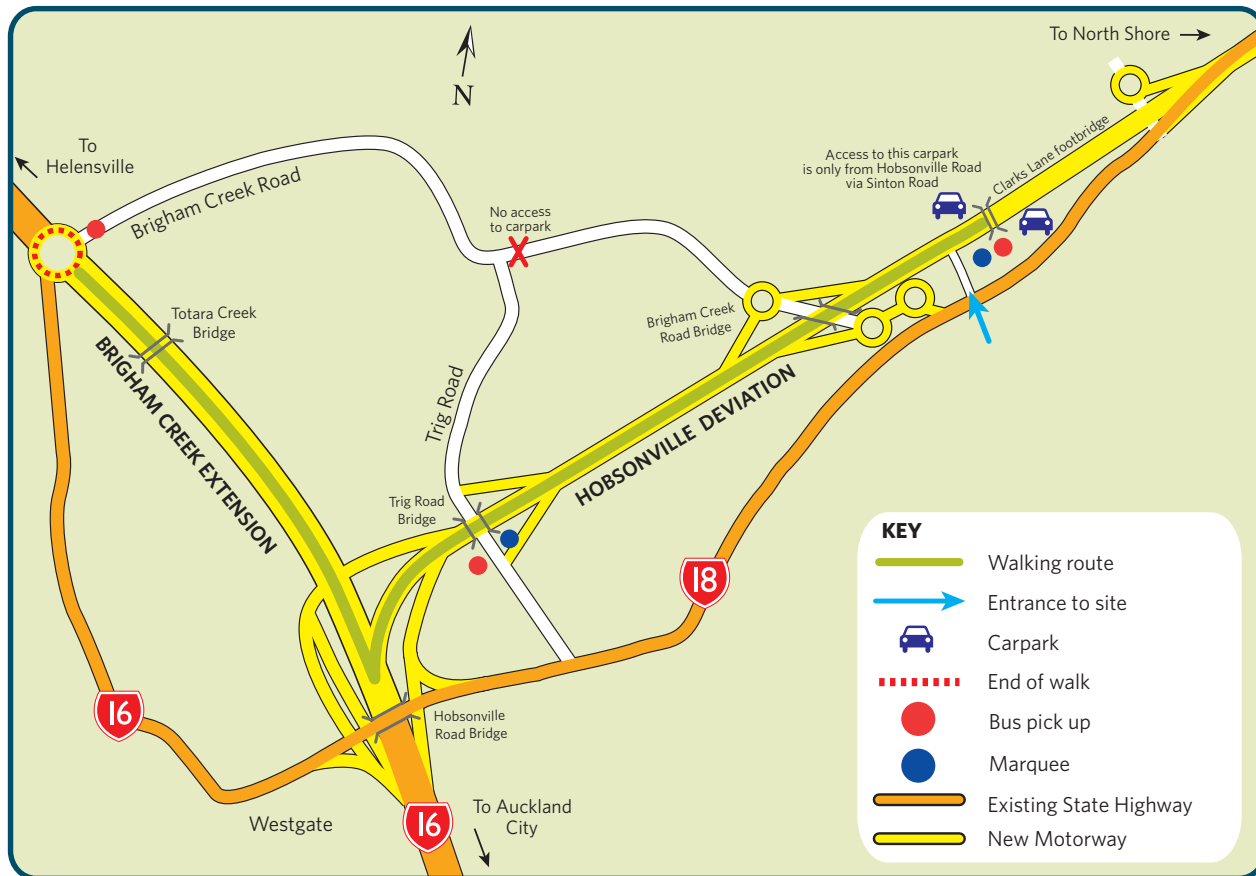 To North Shore
N
To
Helensville
Brigham Creek Road
No access
to carpark
Access to this carpark
is only from Hobsonville Road
via Sinton Road
Clarks Lane footbridge
Totara Creek
Bridge
Brigham Creek
Road Bridge
BRIGHAM CREEK EXTENSION
Trig Road
HOBSONVILLE DEVIATION
Trig Road
Bridge
18
16
Hobsonville
Road Bridge
Westgate
16
To Auckland
City
KEY
Walking route
Entrance to site
Carpark
End of walk
Bus pick up
Marquee
Existing State Highway
New Motorway